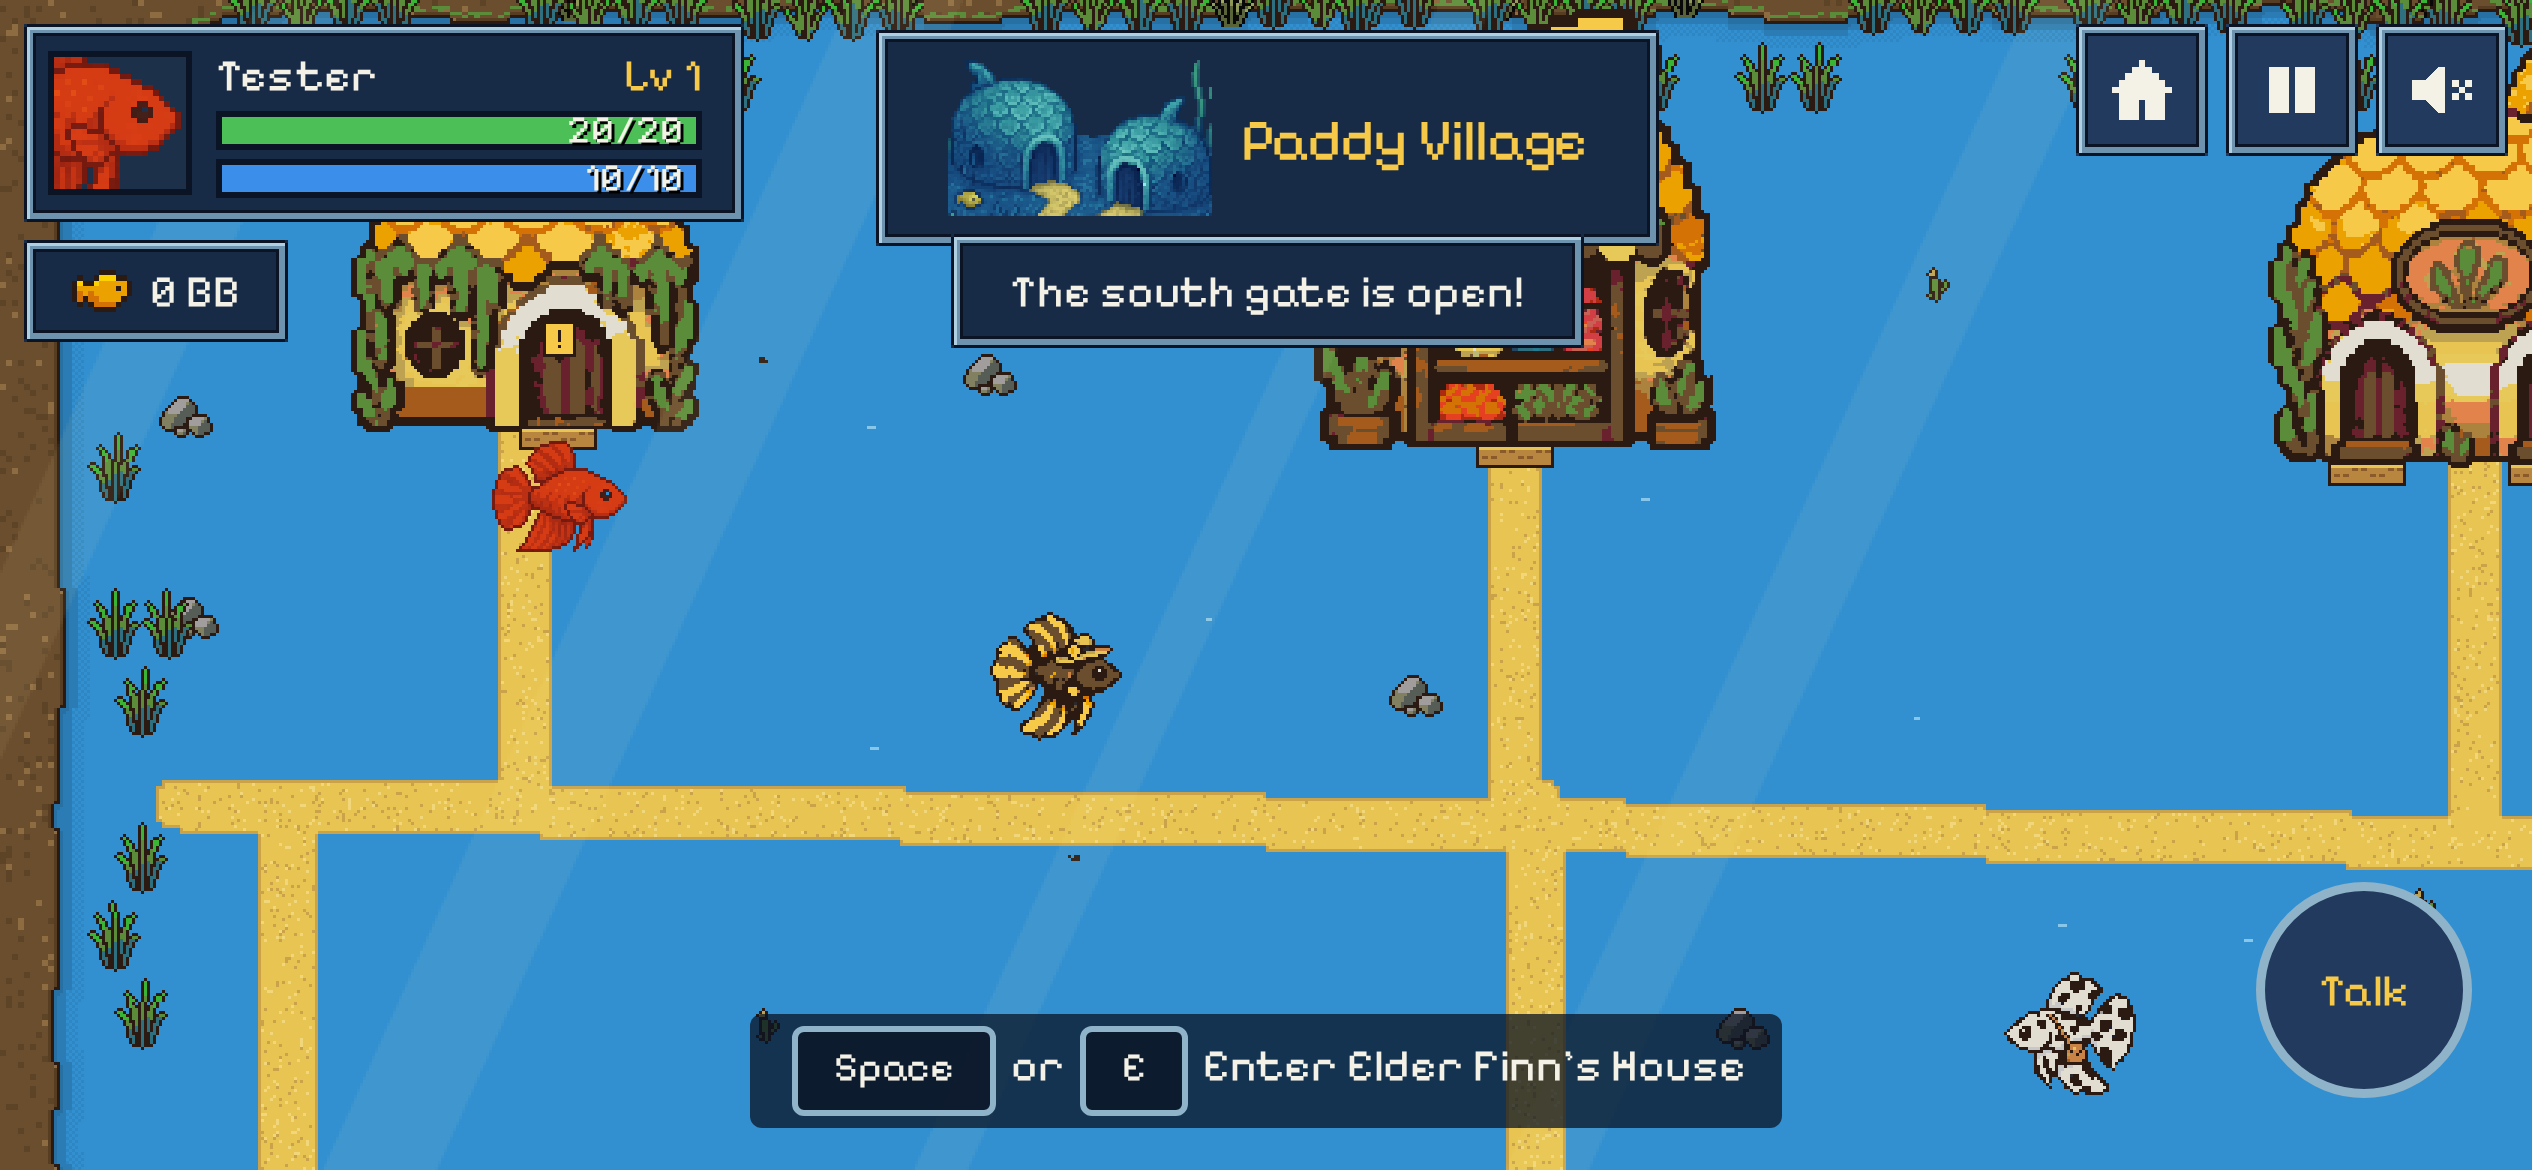 Tester
Lv 1
20/20
10/10
0 BB
Paddy Village
The south gate is open!
!
Space or E Enter Elder Finn's House
Talk